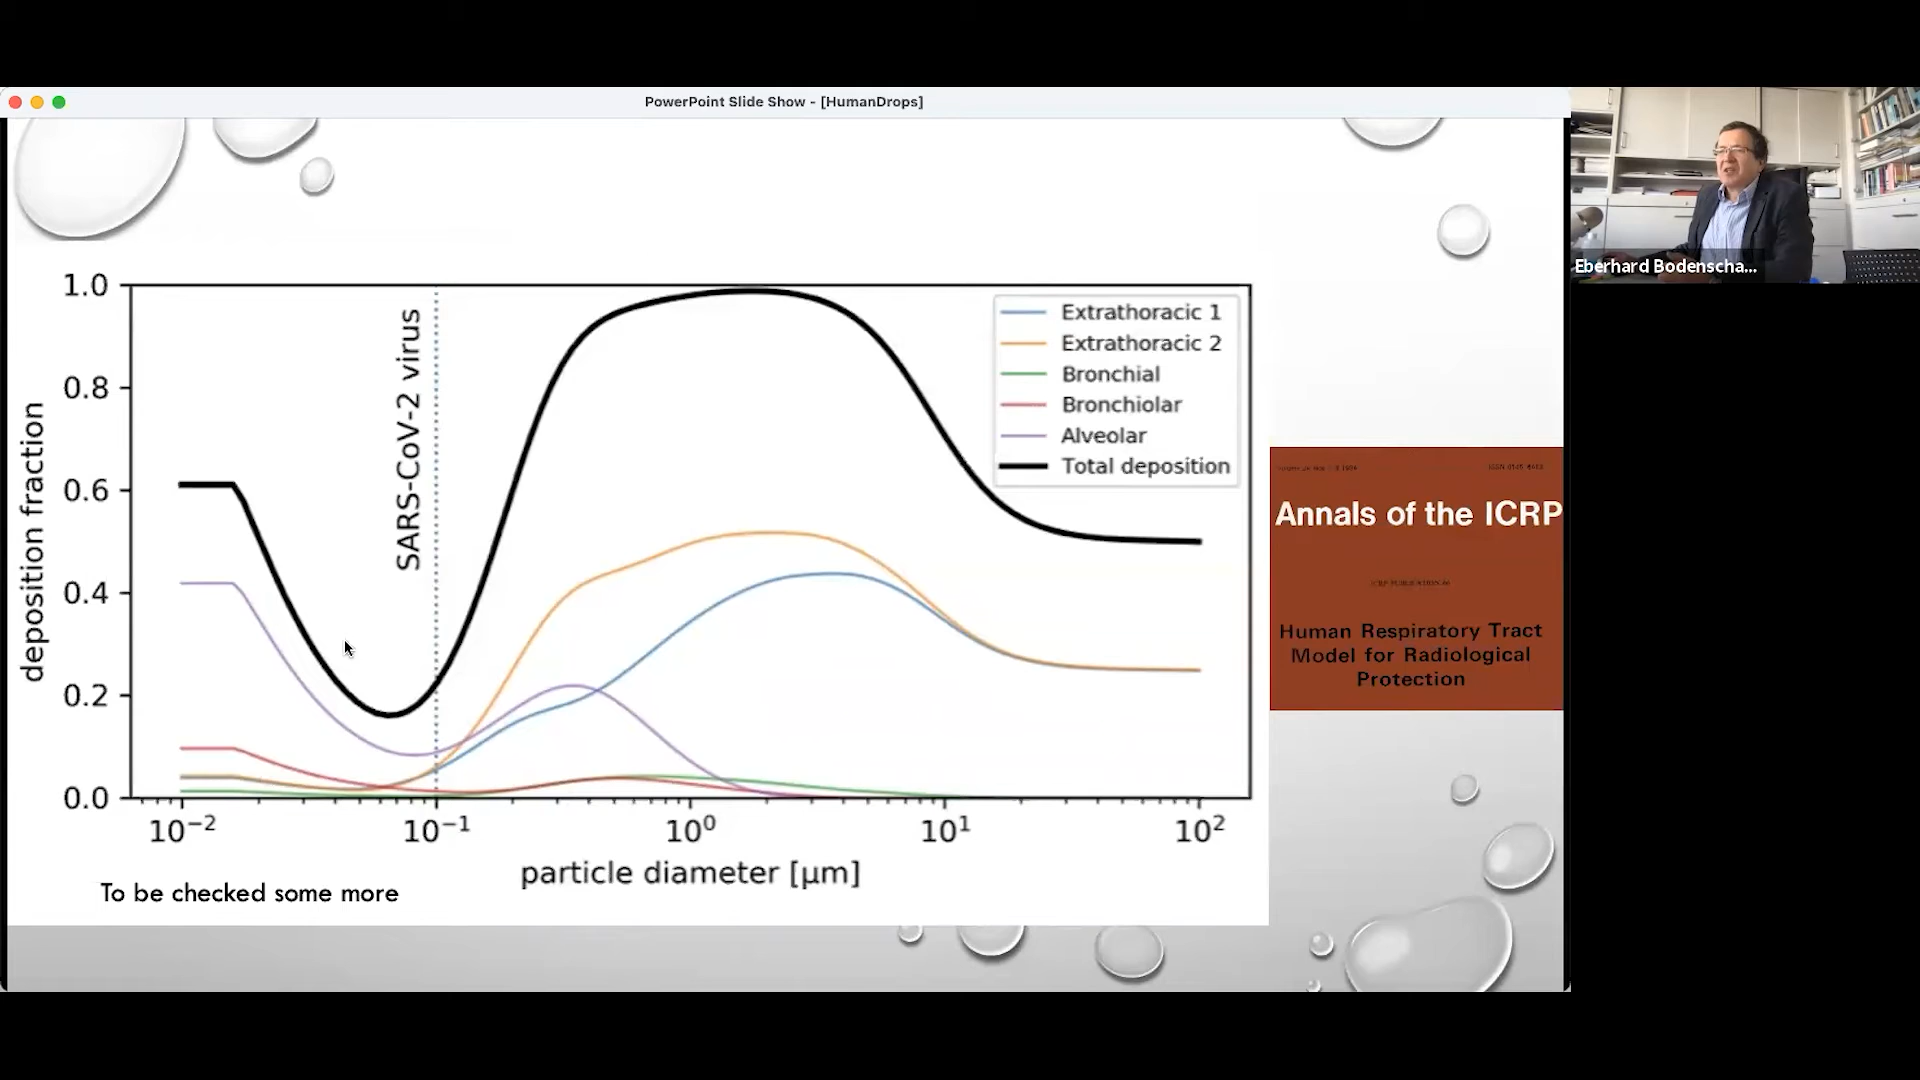 PowerPoint Slide Show - [HumanDrops]
Eberhard Bodenscha...
1.0
0.8
0.6
0.4
0.2
0.0
deposition fraction
SARS-CoV-2 virus
Extrathoracic 1
Extrathoracic 2
Bronchial
Bronchiolar
Alveolar
Total deposition
10⁻²
10⁻¹
10⁰
10¹
10²
particle diameter [μm]
To be checked some more
Annals of the ICRP
ICRP PUBLICATION 66
Human Respiratory Tract
Model for Radiological
Protection